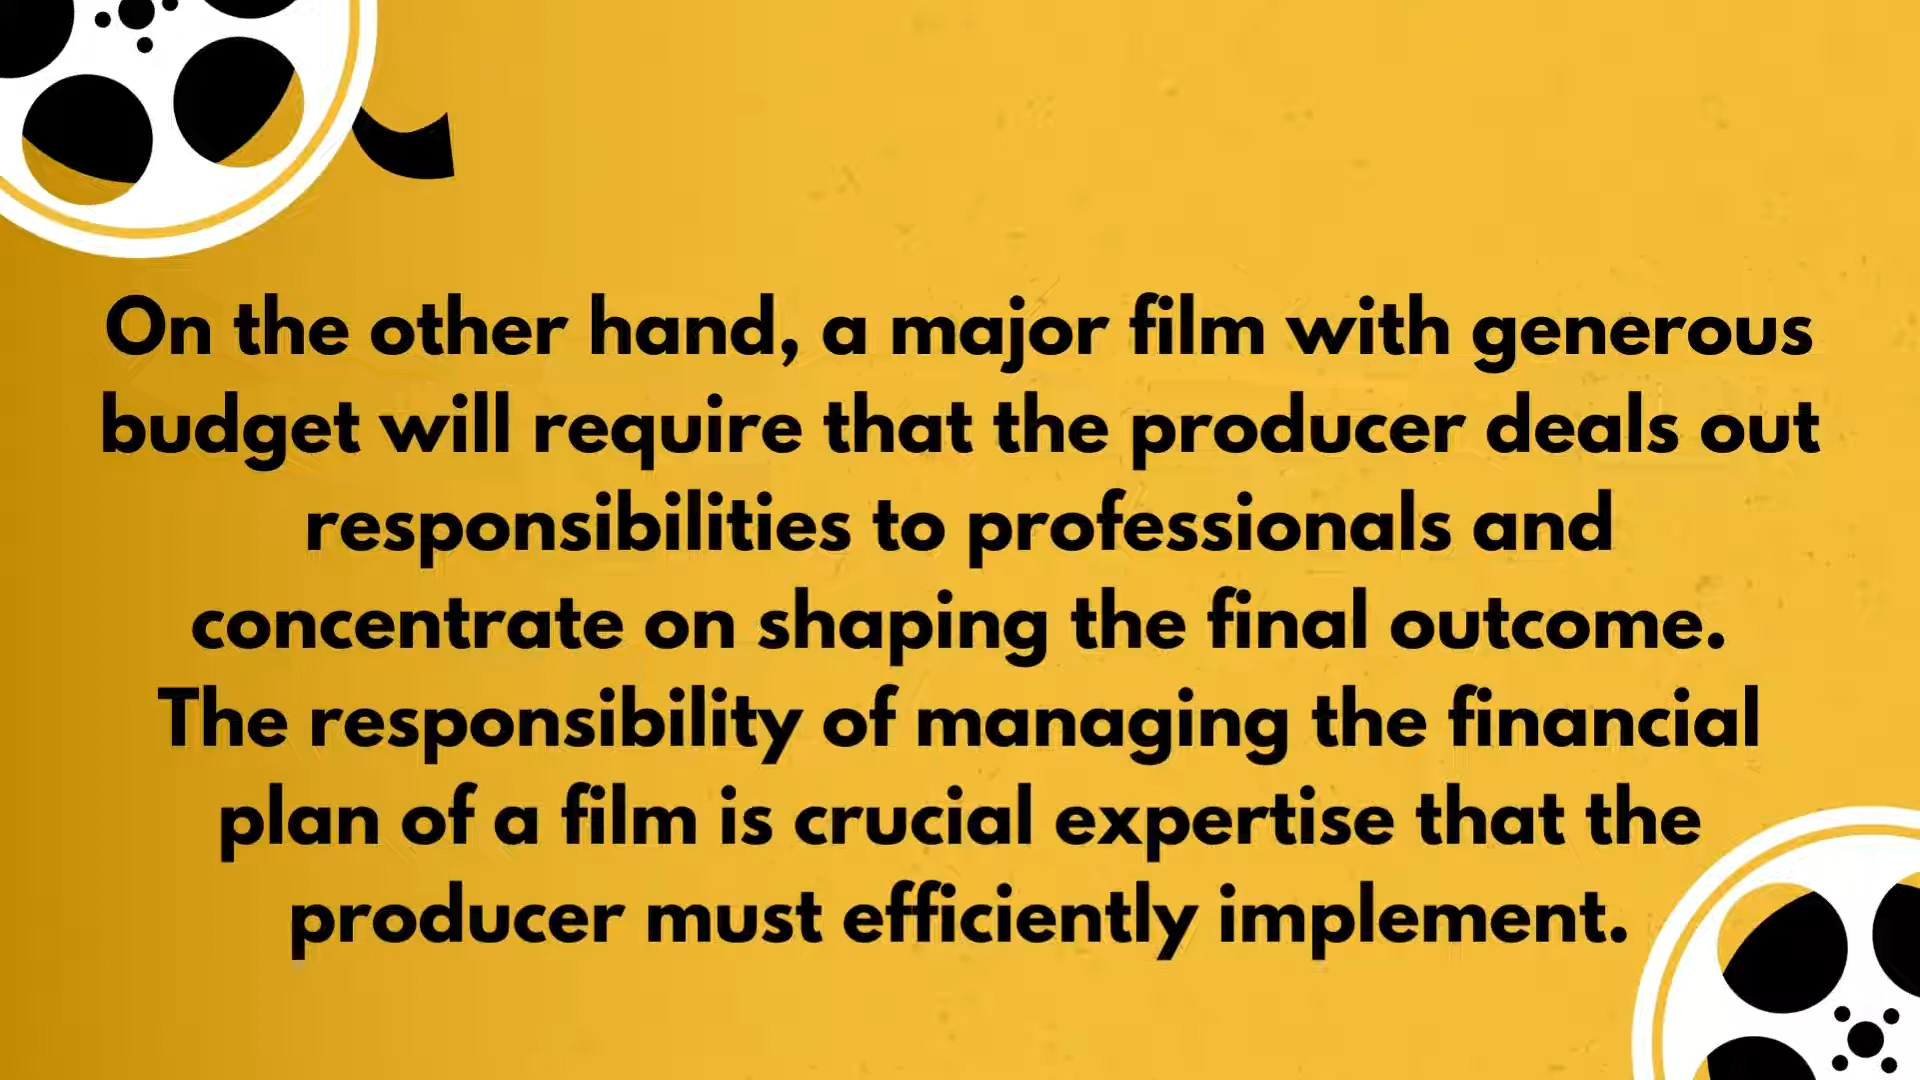 On the other hand, a major film with generous
budget will require that the producer deals out
responsibilities to professionals and
concentrate on shaping the final outcome.
The responsibility of managing the financial
plan of a film is crucial expertise that the
producer must efficiently implement.